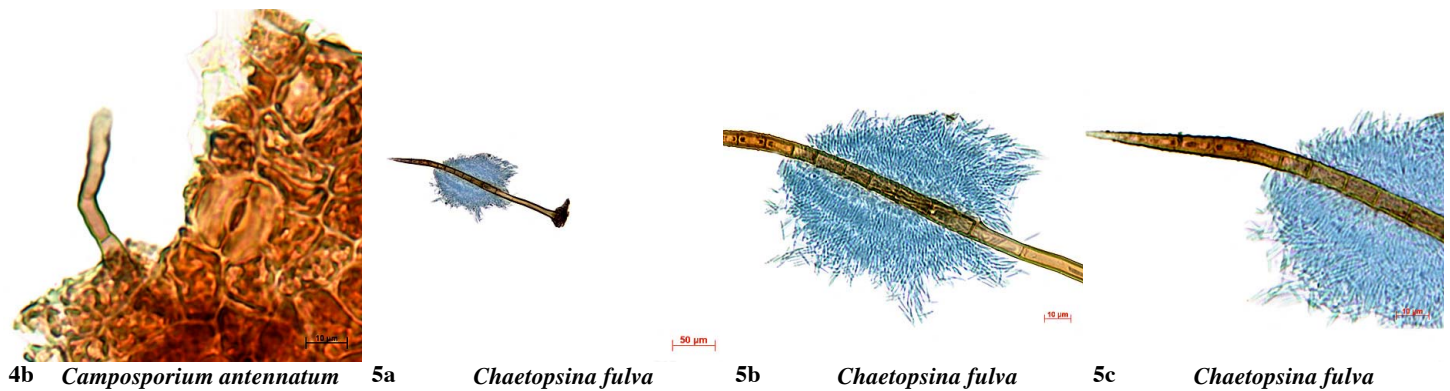 10 µm
50 µm
10 µm
10 µm
4b Camposporium antennatum
5a Chaetopsina fulva
5b Chaetopsina fulva
5c Chaetopsina fulva